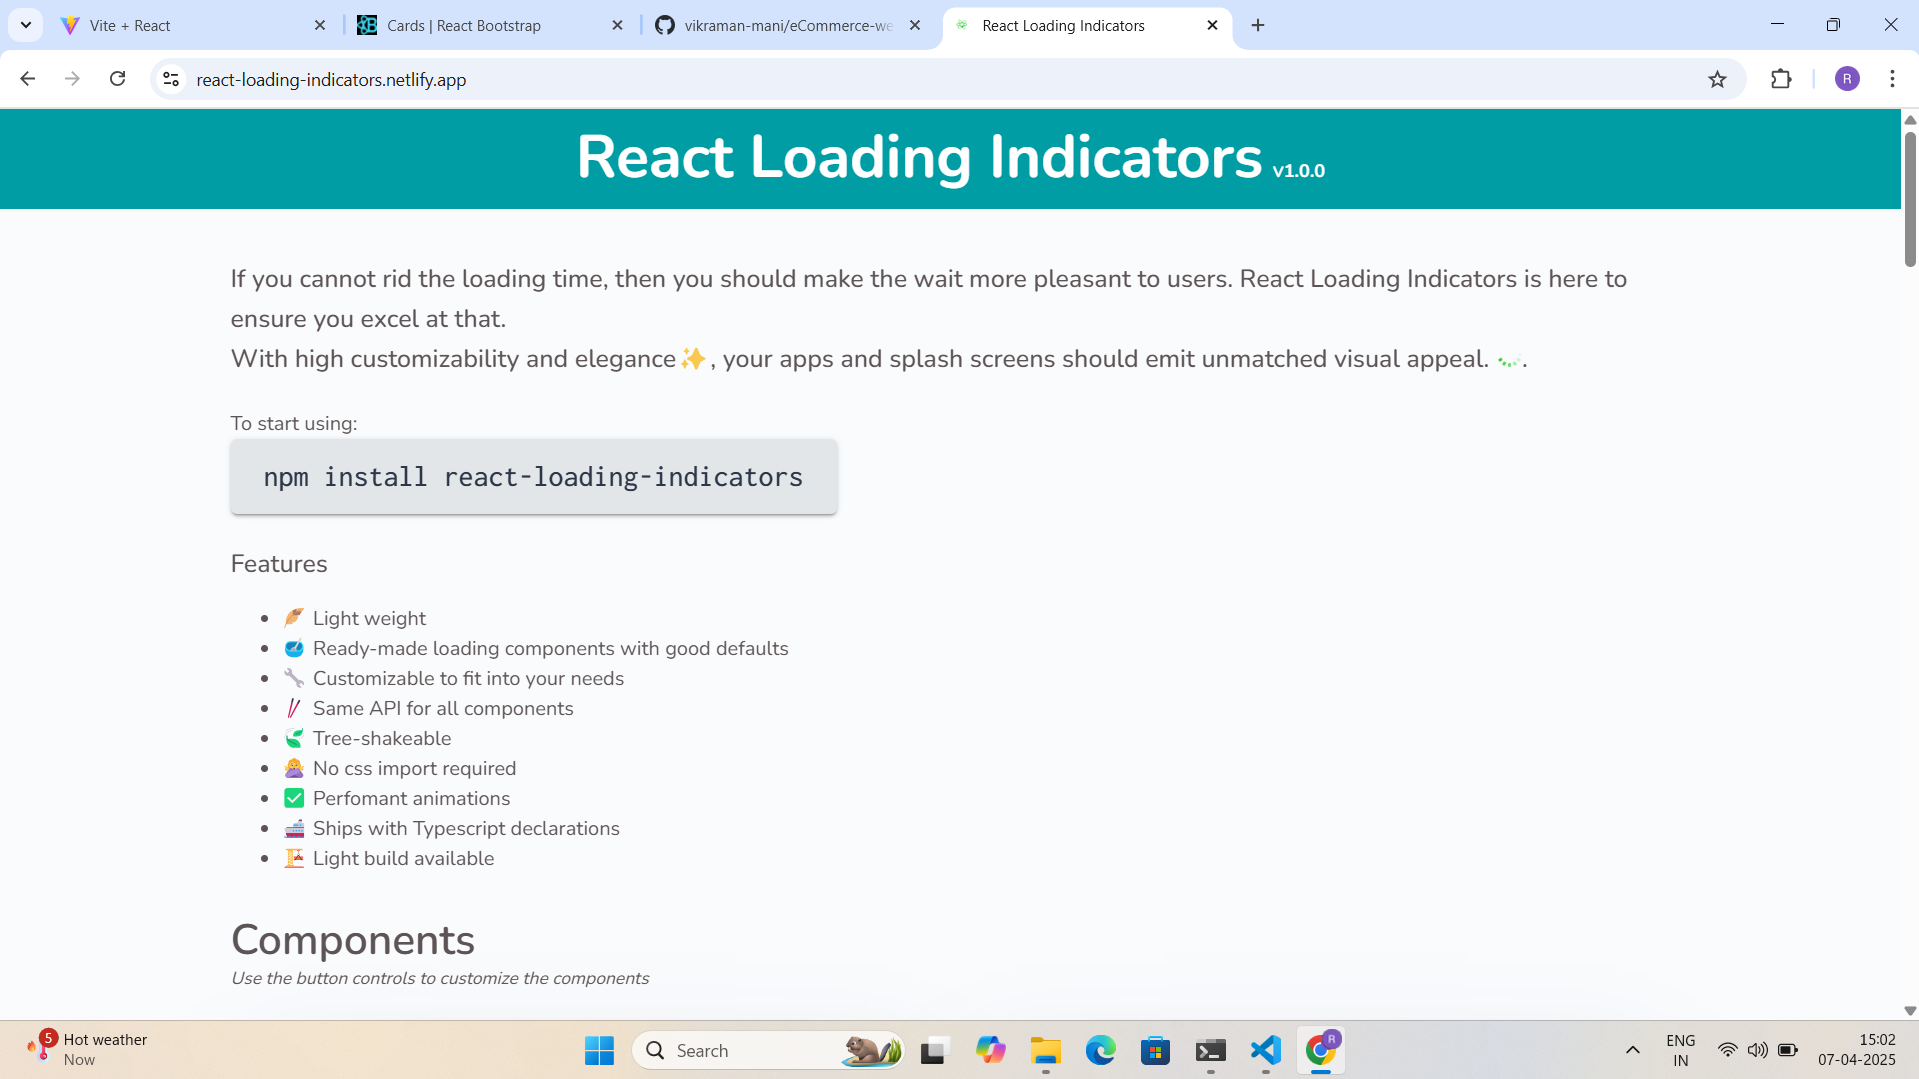 Vite + React
Cards | React Bootstrap
vikraman-mani/eCommerce-we
React Loading Indicators
react-loading-indicators.netlify.app
R
React Loading Indicators v1.0.0
If you cannot rid the loading time, then you should make the wait more pleasant to users. React Loading Indicators is here to
ensure you excel at that.
With high customizability and elegance✨, your apps and splash screens should emit unmatched visual appeal. .
To start using:
npm install react-loading-indicators
Features
Light weight
Ready-made loading components with good defaults
Customizable to fit into your needs
Same API for all components
Tree-shakeable
No css import required
Perfomant animations
Ships with Typescript declarations
Light build available
Components
Use the button controls to customize the components
5
Hot weather
Now
Search
R
ENG
IN
15:02
07-04-2025